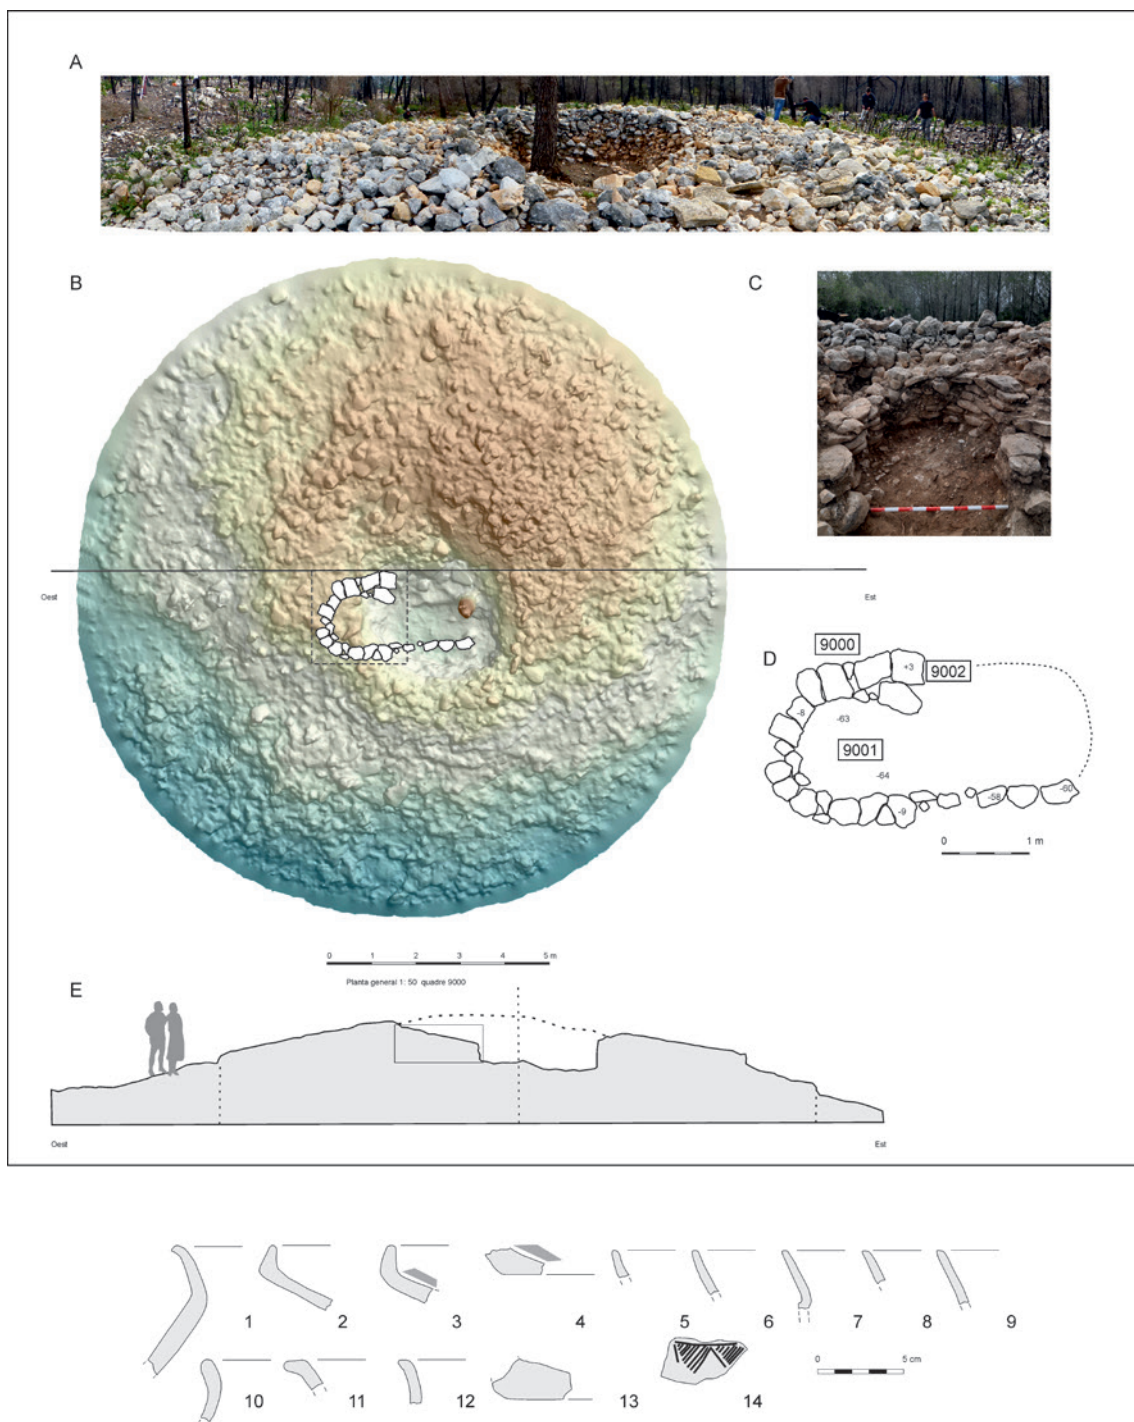 A
B
C
Oest
Est
D
9000
+3
9002
-8
-63
9001
-64
-9
-58
-60
0 1 m
0 1 2 3 4 5 m
Planta general 1: 50 quadre 9000
E
Oest
Est
1 2 3 4 5 6 7 8 9
0 5 cm
10 11 12 13 14